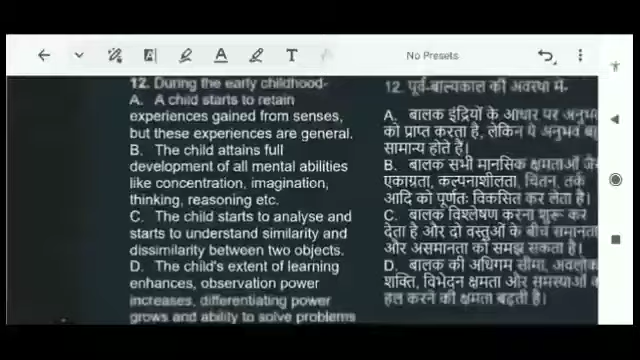 No Presets
12. During the early childhood-
A. A child starts to retain
experiences gained from senses,
but these experiences are general.
B. The child attains full
development of all mental abilities
like concentration, imagination,
thinking, reasoning etc.
C. The child starts to analyse and
starts to understand similarity and
dissimilarity between two objects.
D. The child's extent of learning
enhances, observation power
increases, differentiating power
grows and ability to solve problems
12. पूर्व-बाल्यकाल की अवस्था में-
A. बालक इंद्रियों के आधार पर
को प्राप्त करता है, लेकिन ये अनुभव
सामान्य होते हैं।
B. बालक सभी मानसिक क्षमताओं
एकाग्रता, कल्पनाशीलता, चिंतन, तर्क
आदि को पूर्णतः विकसित कर लेता है।
C. बालक विश्लेषण करना शुरू कर
देता है और दो वस्तुओं के बीच समानता
और असमानता को समझ सकता है।
D. बालक की अधिगम सीमा,
शक्ति, विभेदन क्षमता और समस्याओं
हल करने की क्षमता बढ़ती है।